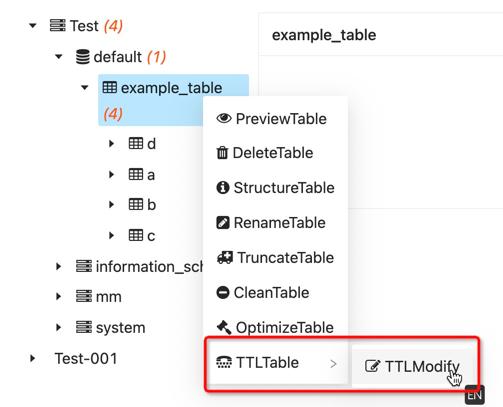 Test (4)
example_table
default (1)
example_table
(4)
PreviewTable
d
DeleteTable
a
StructureTable
b
RenameTable
c
TruncateTable
information_sch
CleanTable
mm
system
OptimizeTable
Test-001
TTLTable
TTLModify
EN